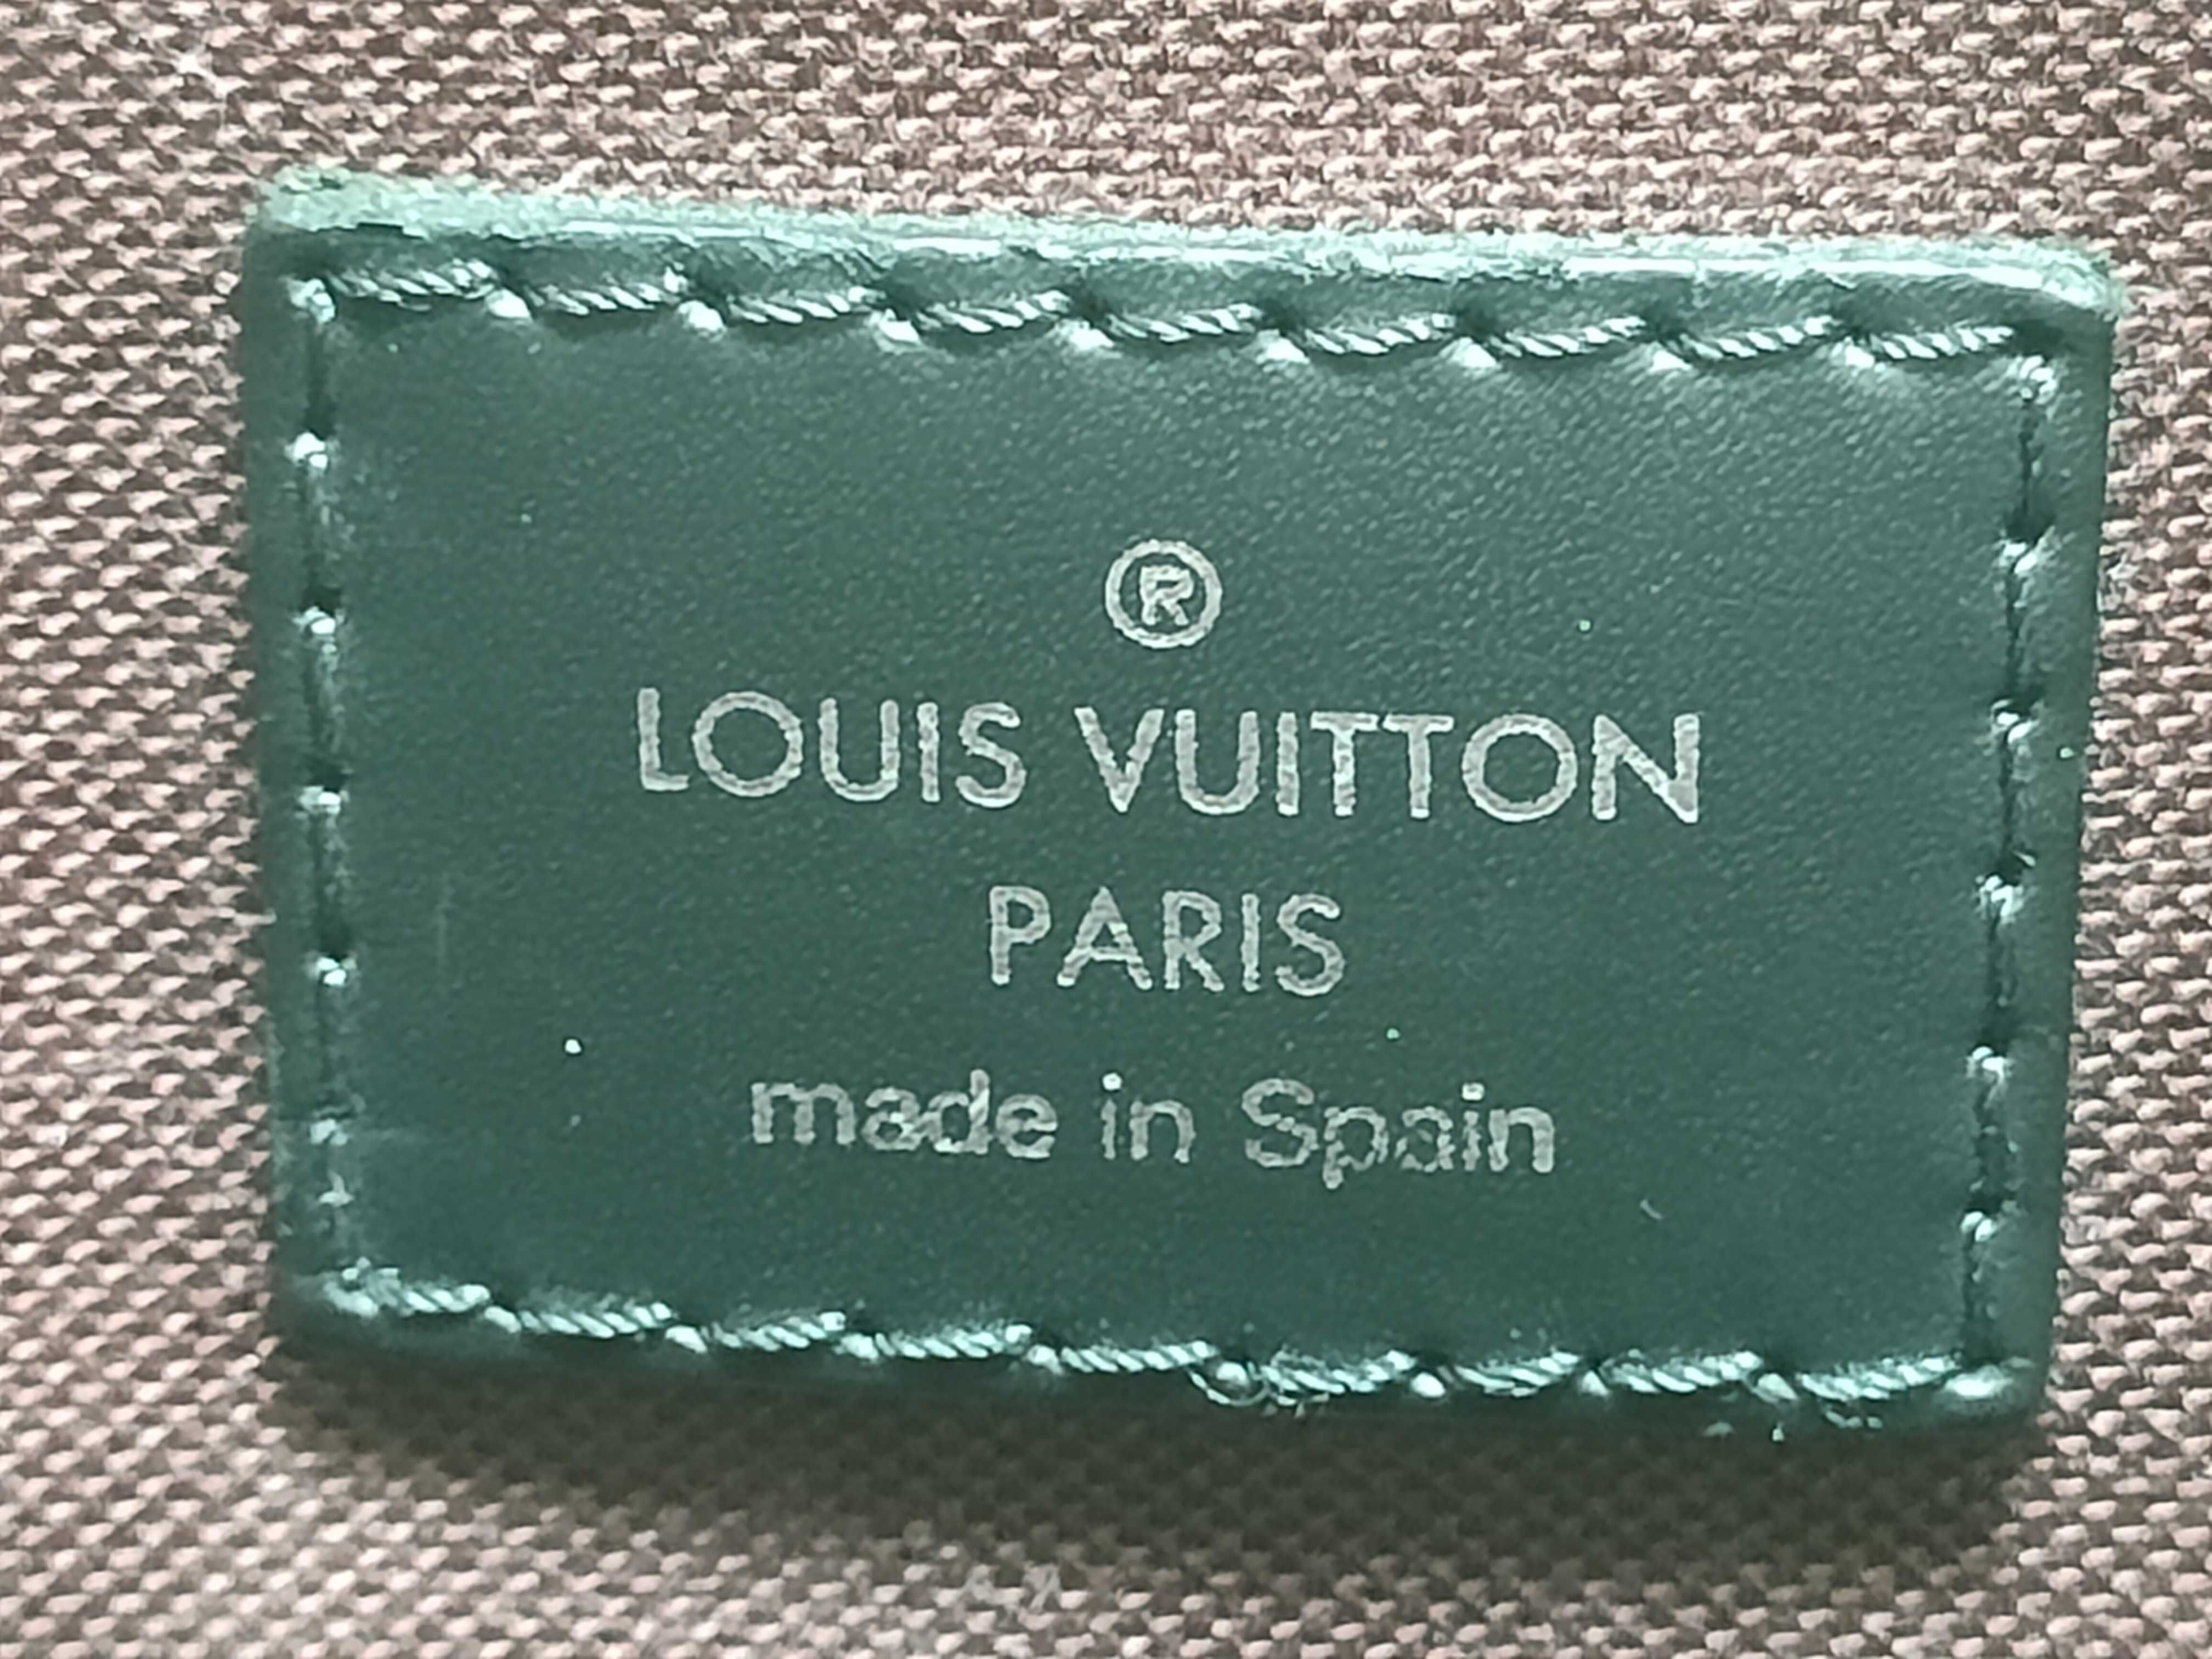 ®
LOUIS VUITTON
PARIS
made in Spain